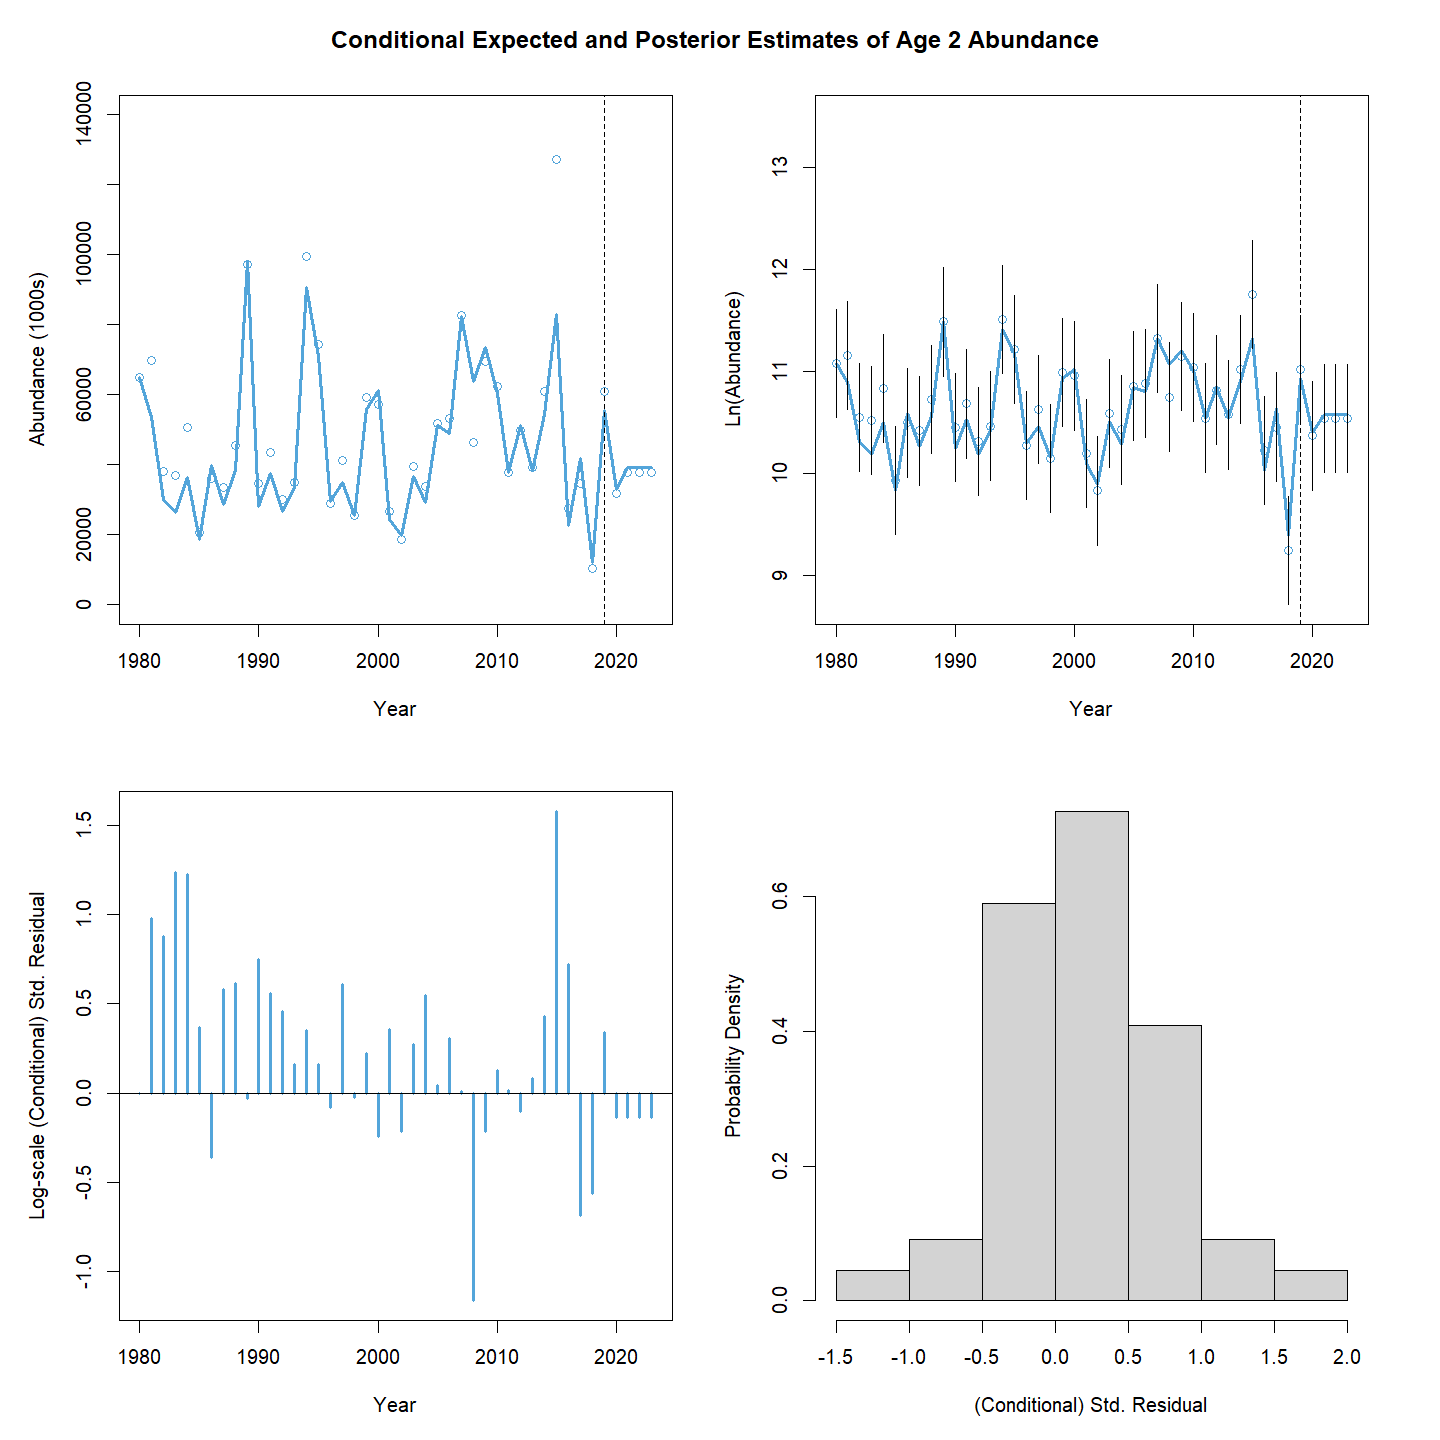 Conditional Expected and Posterior Estimates of Age 2 Abundance
Abundance (1000s)
140000
100000
60000
20000
0
1980 1990 2000 2010 2020
Year
Ln(Abundance)
13
12
11
10
9
1980 1990 2000 2010 2020
Year
Log-scale (Conditional) Std. Residual
1.5
1.0
0.5
0.0
-0.5
-1.0
1980 1990 2000 2010 2020
Year
Probability Density
0.6
0.4
0.2
0.0
-1.5 -1.0 -0.5 0.0 0.5 1.0 1.5 2.0
(Conditional) Std. Residual